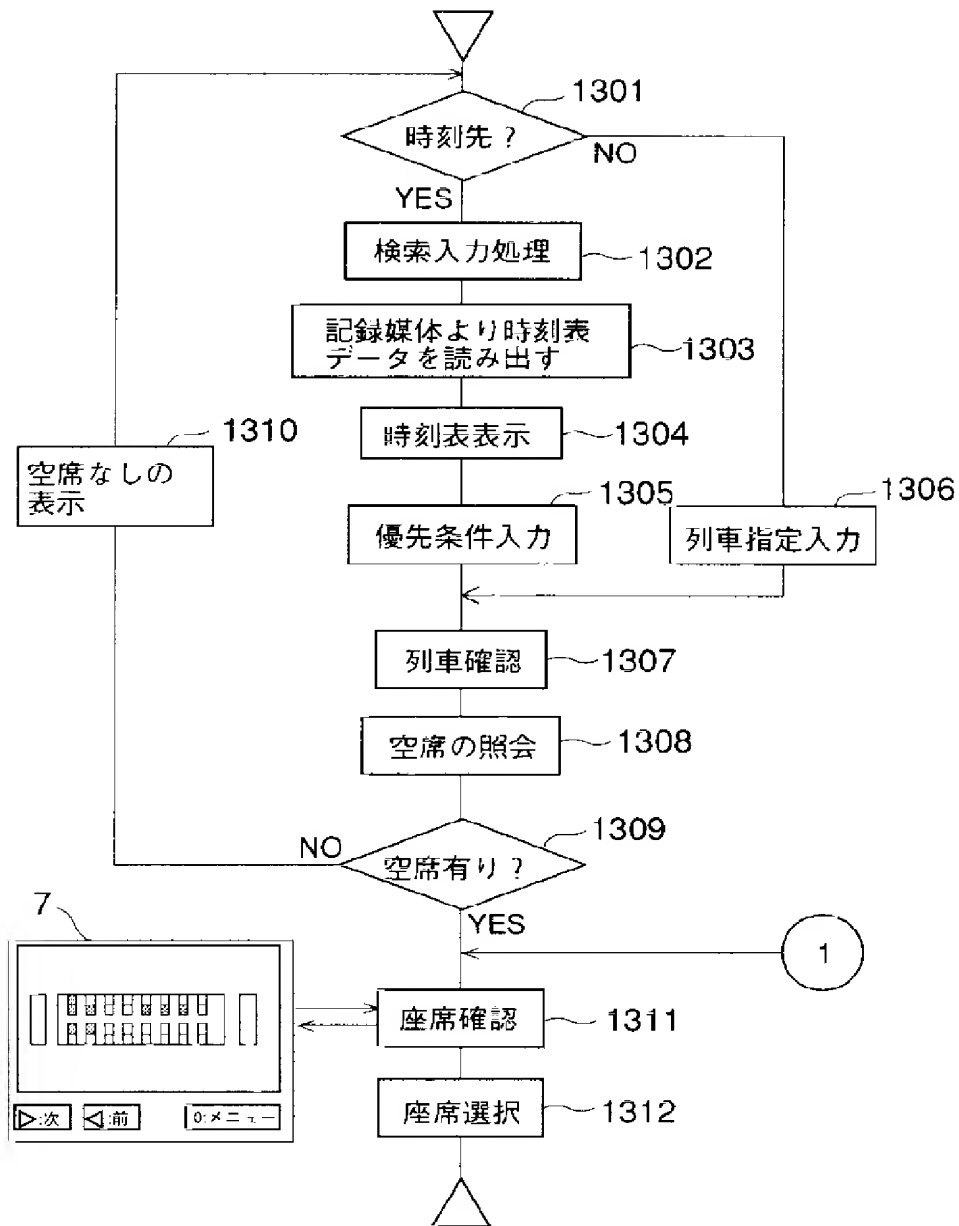 1301
時刻先?
NO
YES
検索入力処理
1302
記録媒体より時刻表
データを読み出す
1303
時刻表表示
1304
1310
空席なしの
表示
1305
優先条件入力
1306
列車指定入力
列車確認
1307
空席の照会
1308
1309
NO
空席有り?
YES
7
1
座席確認
1311
▷:次
◁:前
0:メニュー
座席選択
1312